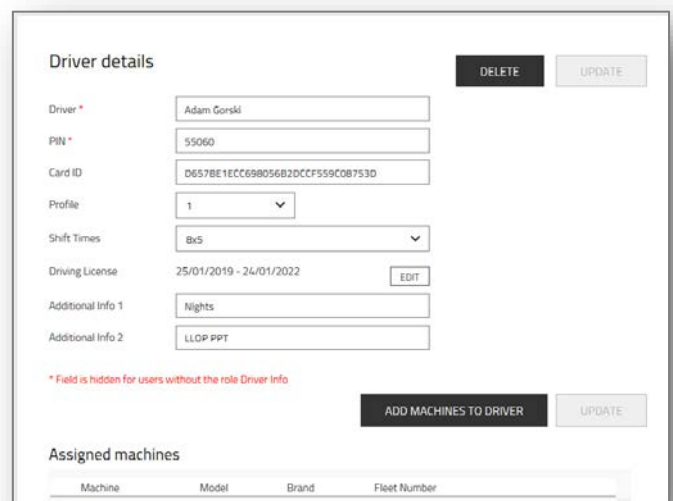 Driver details
DELETE
UPDATE
Driver *
Adam Gorski
PIN *
55060
Card ID
D657BE1ECC698056B2DCCF559C08753D
Profile
1
Shift Times
8x5
Driving License
25/01/2019 - 24/01/2022
EDIT
Additional Info 1
Nights
Additional Info 2
LLOP PPT
* Field is hidden for users without the role Driver Info
ADD MACHINES TO DRIVER
UPDATE
Assigned machines
Machine Model Brand Fleet Number